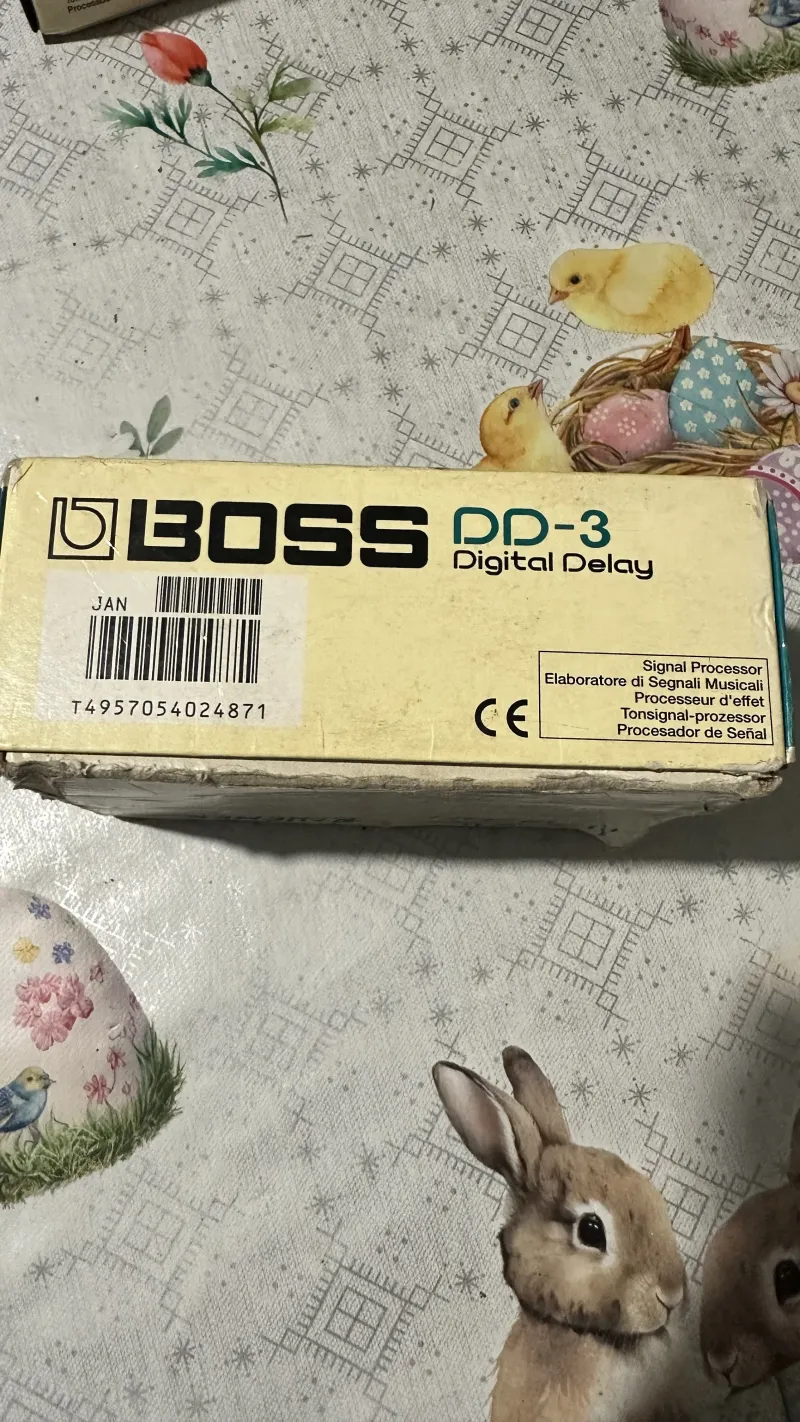 Procesad
BOSS DD-3
Digital Delay
JAN
T4957054024871
CE
Signal Processor
Elaboratore di Segnali Musicali
Processeur d'effet
Tonsignal-prozessor
Procesador de Señal